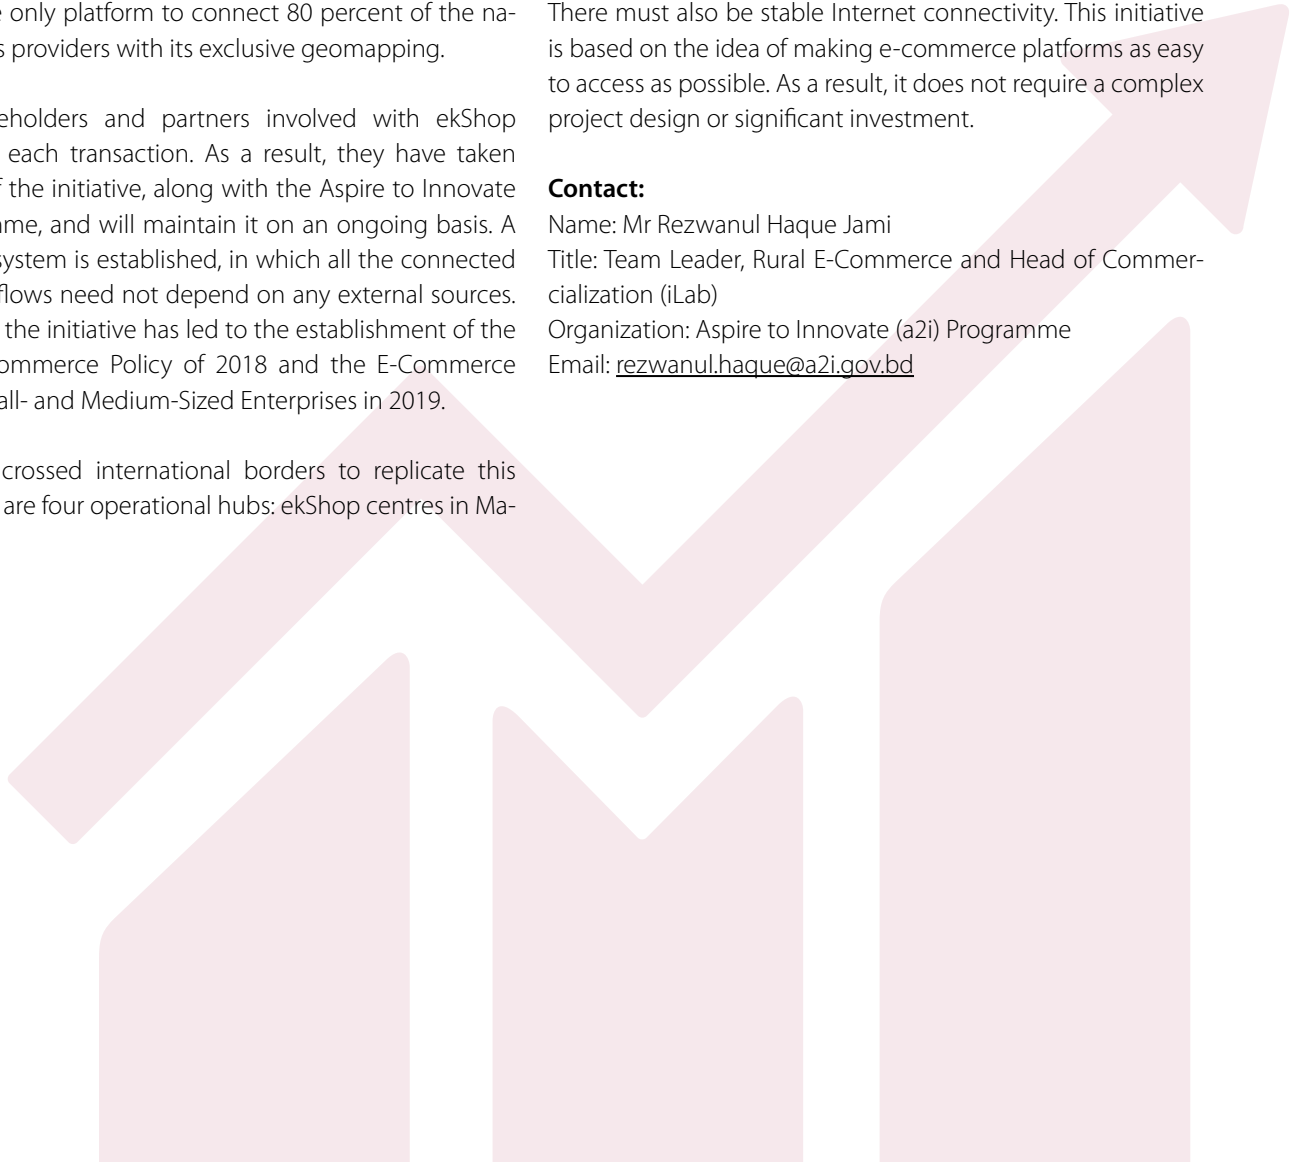 e only platform to connect 80 percent of the na-
s providers with its exclusive geomapping.
eholders and partners involved with ekShop
each transaction. As a result, they have taken
f the initiative, along with the Aspire to Innovate
me, and will maintain it on an ongoing basis. A
system is established, in which all the connected
flows need not depend on any external sources.
the initiative has led to the establishment of the
ommerce Policy of 2018 and the E-Commerce
all- and Medium-Sized Enterprises in 2019.
crossed international borders to replicate this
are four operational hubs: ekShop centres in Ma-
There must also be stable Internet connectivity. This initiative
is based on the idea of making e-commerce platforms as easy
to access as possible. As a result, it does not require a complex
project design or significant investment.
Contact:
Name: Mr Rezwanul Haque Jami
Title: Team Leader, Rural E-Commerce and Head of Commer-
cialization (iLab)
Organization: Aspire to Innovate (a2i) Programme
Email: rezwanul.haque@a2i.gov.bd